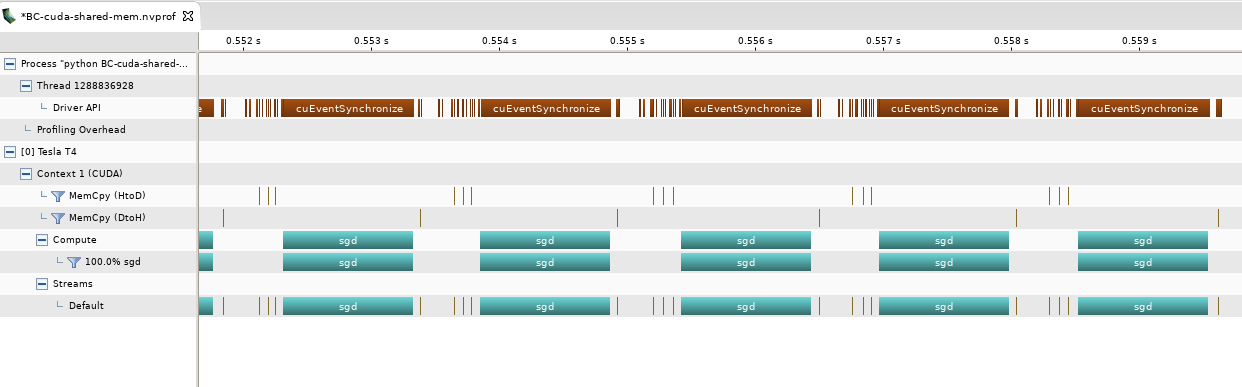 *BC-cuda-shared-mem.nvprof
0.552 s 0.553 s 0.554 s 0.555 s 0.556 s 0.557 s 0.558 s 0.559 s
Process "python BC-cuda-shared-...
Thread 1288836928
Driver API e cuEventSynchronize cuEventSynchronize cuEventSynchronize cuEventSynchronize cuEventSynchronize
Profiling Overhead
[0] Tesla T4
Context 1 (CUDA)
MemCpy (HtoD)
MemCpy (DtoH)
Compute sgd sgd sgd sgd sgd
100.0% sgd sgd sgd sgd sgd sgd
Streams
Default sgd sgd sgd sgd sgd